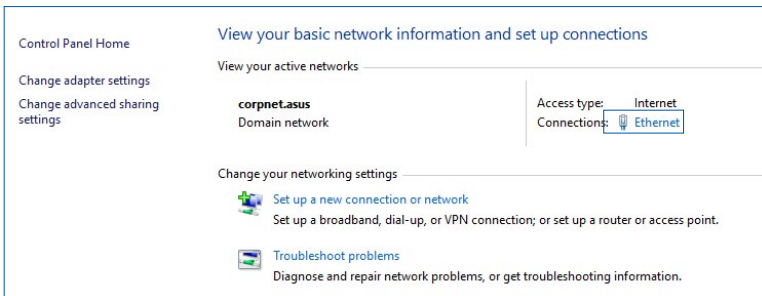 Control Panel Home
Change adapter settings
Change advanced sharing
settings
View your basic network information and set up connections
View your active networks
corpnet.asus
Domain network
Access type: Internet
Connections: Ethernet
Change your networking settings
Set up a new connection or network
Set up a broadband, dial-up, or VPN connection; or set up a router or access point.
Troubleshoot problems
Diagnose and repair network problems, or get troubleshooting information.